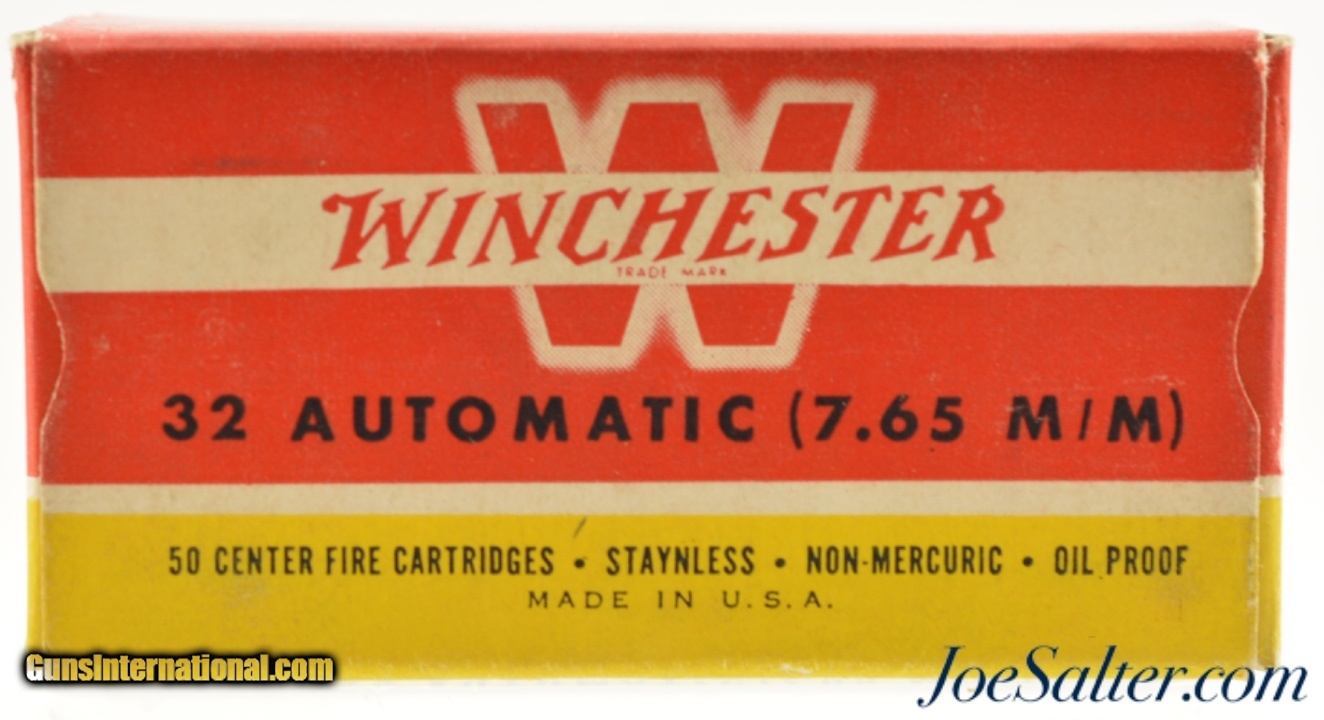 W
WINCHESTER
TRADE MARK
32 AUTOMATIC (7.65 M/M)
50 CENTER FIRE CARTRIDGES • STAYNLESS • NON-MERCURIC • OIL PROOF
MADE IN U.S.A.
GunsInternational.com
JoeSalter.com